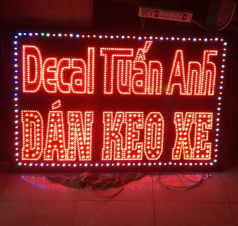 Decal Tuấn Anh
DÁN KEO XE